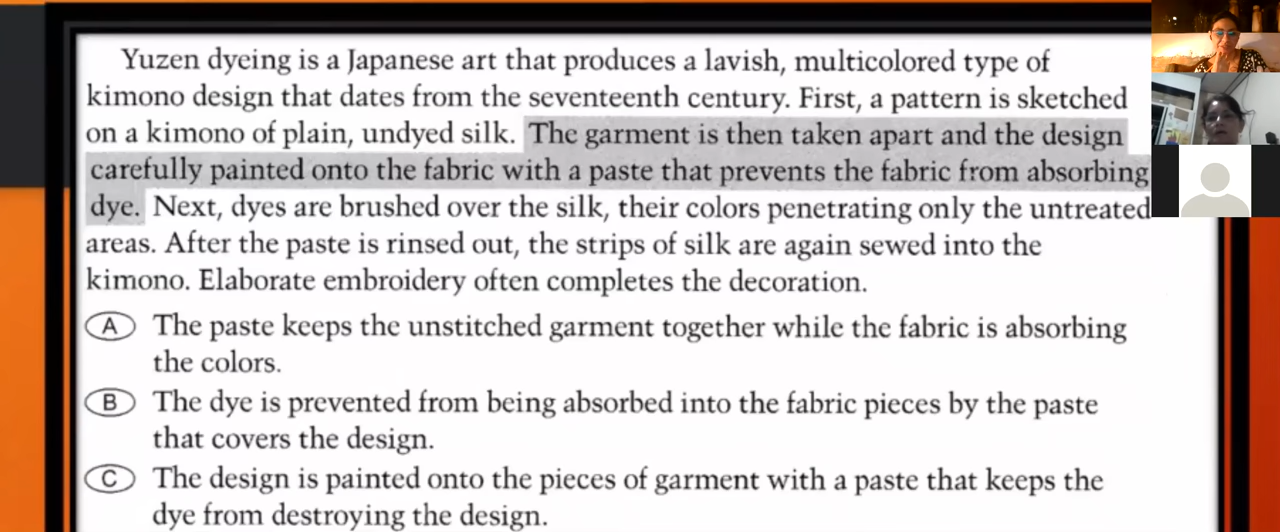 Yuzen dyeing is a Japanese art that produces a lavish, multicolored type of
kimono design that dates from the seventeenth century. First, a pattern is sketched
on a kimono of plain, undyed silk. The garment is then taken apart and the design
carefully painted onto the fabric with a paste that prevents the fabric from absorbing
dye. Next, dyes are brushed over the silk, their colors penetrating only the untreated
areas. After the paste is rinsed out, the strips of silk are again sewed into the
kimono. Elaborate embroidery often completes the decoration.
A The paste keeps the unstitched garment together while the fabric is absorbing
the colors.
B The dye is prevented from being absorbed into the fabric pieces by the paste
that covers the design.
C The design is painted onto the pieces of garment with a paste that keeps the
dye from destroying the design.